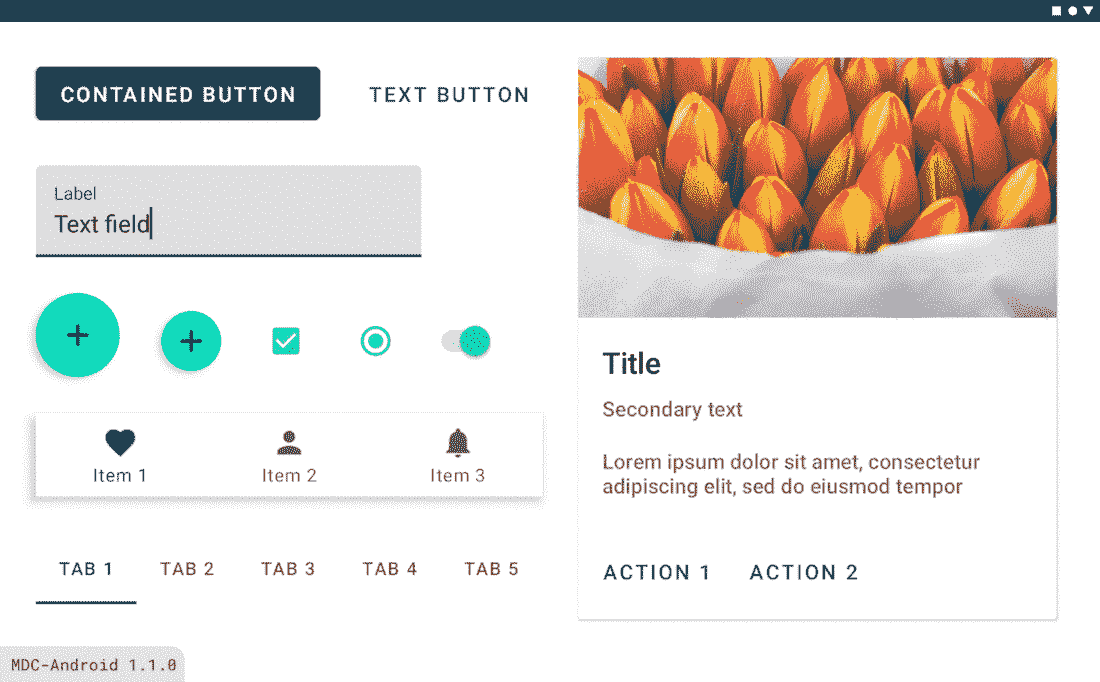 CONTAINED BUTTON
TEXT BUTTON
Label
Text field
Item 1
Item 2
Item 3
TAB 1
TAB 2
TAB 3
TAB 4
TAB 5
Title
Secondary text
Lorem ipsum dolor sit amet, consectetur
adipiscing elit, sed do eiusmod tempor
ACTION 1
ACTION 2
MDC-Android 1.1.0